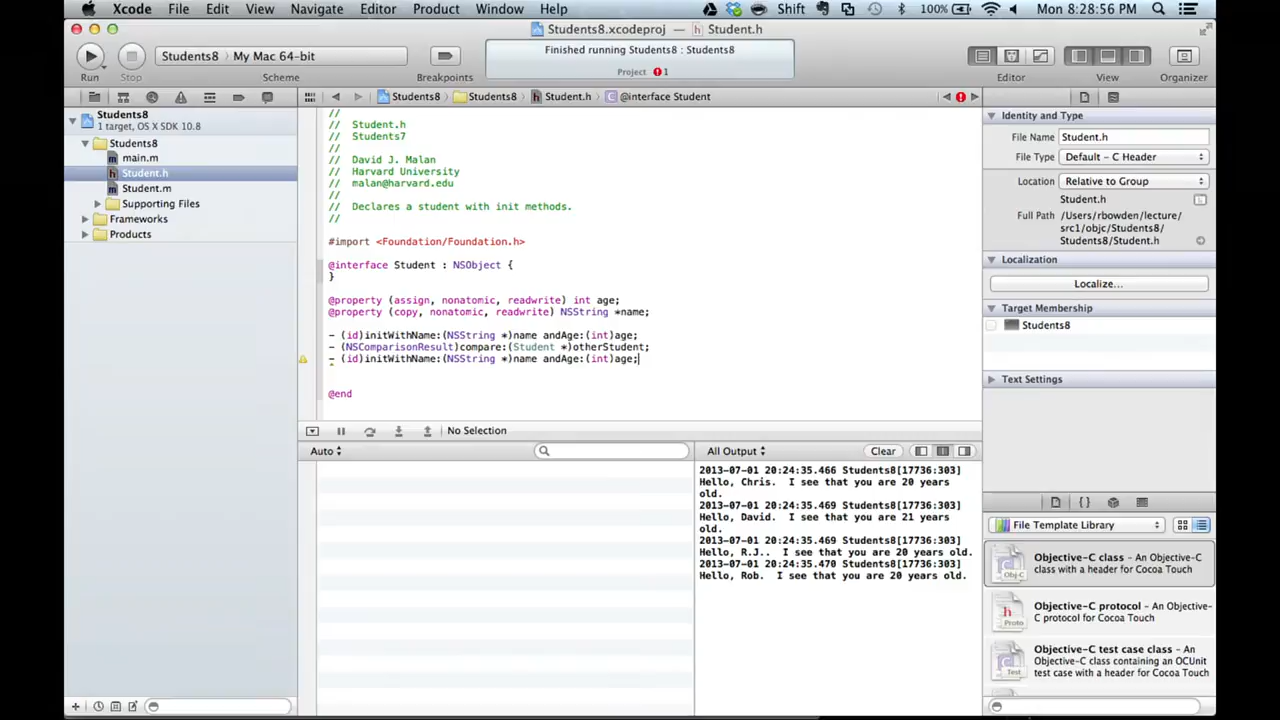 Xcode File Edit View Navigate Editor Product Window Help
Shift 100% Mon 8:28:56 PM
Students8.xcodeproj — Student.h
Run Stop
Students8 My Mac 64-bit
Scheme
Breakpoints
Finished running Students8 : Students8
Project 1
Editor
View
Organizer
Students8
1 target, OS X SDK 10.8
Students8
main.m
Student.h
Student.m
Supporting Files
Frameworks
Products
Students8 Students8 Student.h @interface Student
//
// Student.h
// Students7
//
// David J. Malan
// Harvard University
// malan@harvard.edu
//
// Declares a student with init methods.
//
#import <Foundation/Foundation.h>
@interface Student : NSObject {
}
@property (assign, nonatomic, readwrite) int age;
@property (copy, nonatomic, readwrite) NSString *name;
- (id)initWithName:(NSString *)name andAge:(int)age;
- (NSComparisonResult)compare:(Student *)otherStudent;
- (id)initWithName:(NSString *)name andAge:(int)age;
@end
No Selection
Auto
All Output
Clear
2013-07-01 20:24:35.466 Students8[17736:303]
Hello, Chris. I see that you are 20 years
old.
2013-07-01 20:24:35.469 Students8[17736:303]
Hello, David. I see that you are 21 years
old.
2013-07-01 20:24:35.469 Students8[17736:303]
Hello, R.J.. I see that you are 20 years old.
2013-07-01 20:24:35.470 Students8[17736:303]
Hello, Rob. I see that you are 20 years old.
Identity and Type
File Name Student.h
File Type Default - C Header
Location Relative to Group
Student.h
Full Path /Users/rbowden/lecture/
src1/objc/Students8/
Students8/Student.h
Localization
Localize...
Target Membership
Students8
Text Settings
File Template Library
Objective-C class - An Objective-C
class with a header for Cocoa Touch
Objective-C protocol - An Objective-
C protocol for Cocoa Touch
Objective-C test case class - An
Objective-C class containing an OCUnit
test case with a header for Cocoa Touch